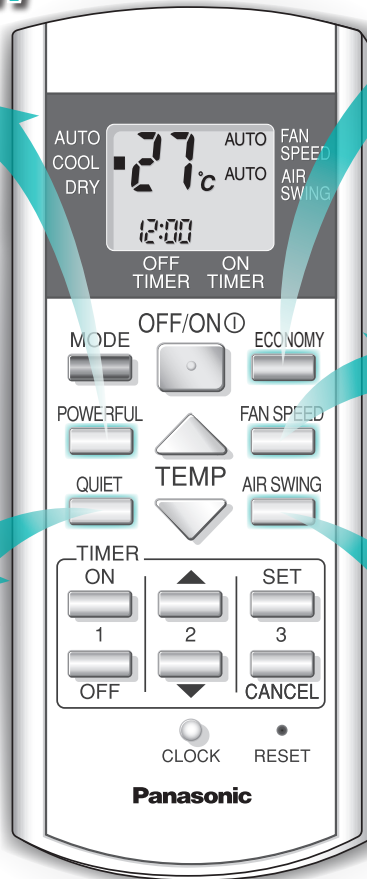 AUTO
COOL
DRY
27°C
AUTO
AUTO
12:00
FAN
SPEED
AIR
SWING
OFF
TIMER
ON
TIMER
OFF/ON
MODE
ECONOMY
POWERFUL
FAN SPEED
QUIET
TEMP
AIR SWING
TIMER
ON
SET
1
2
3
OFF
CANCEL
CLOCK
RESET
Panasonic